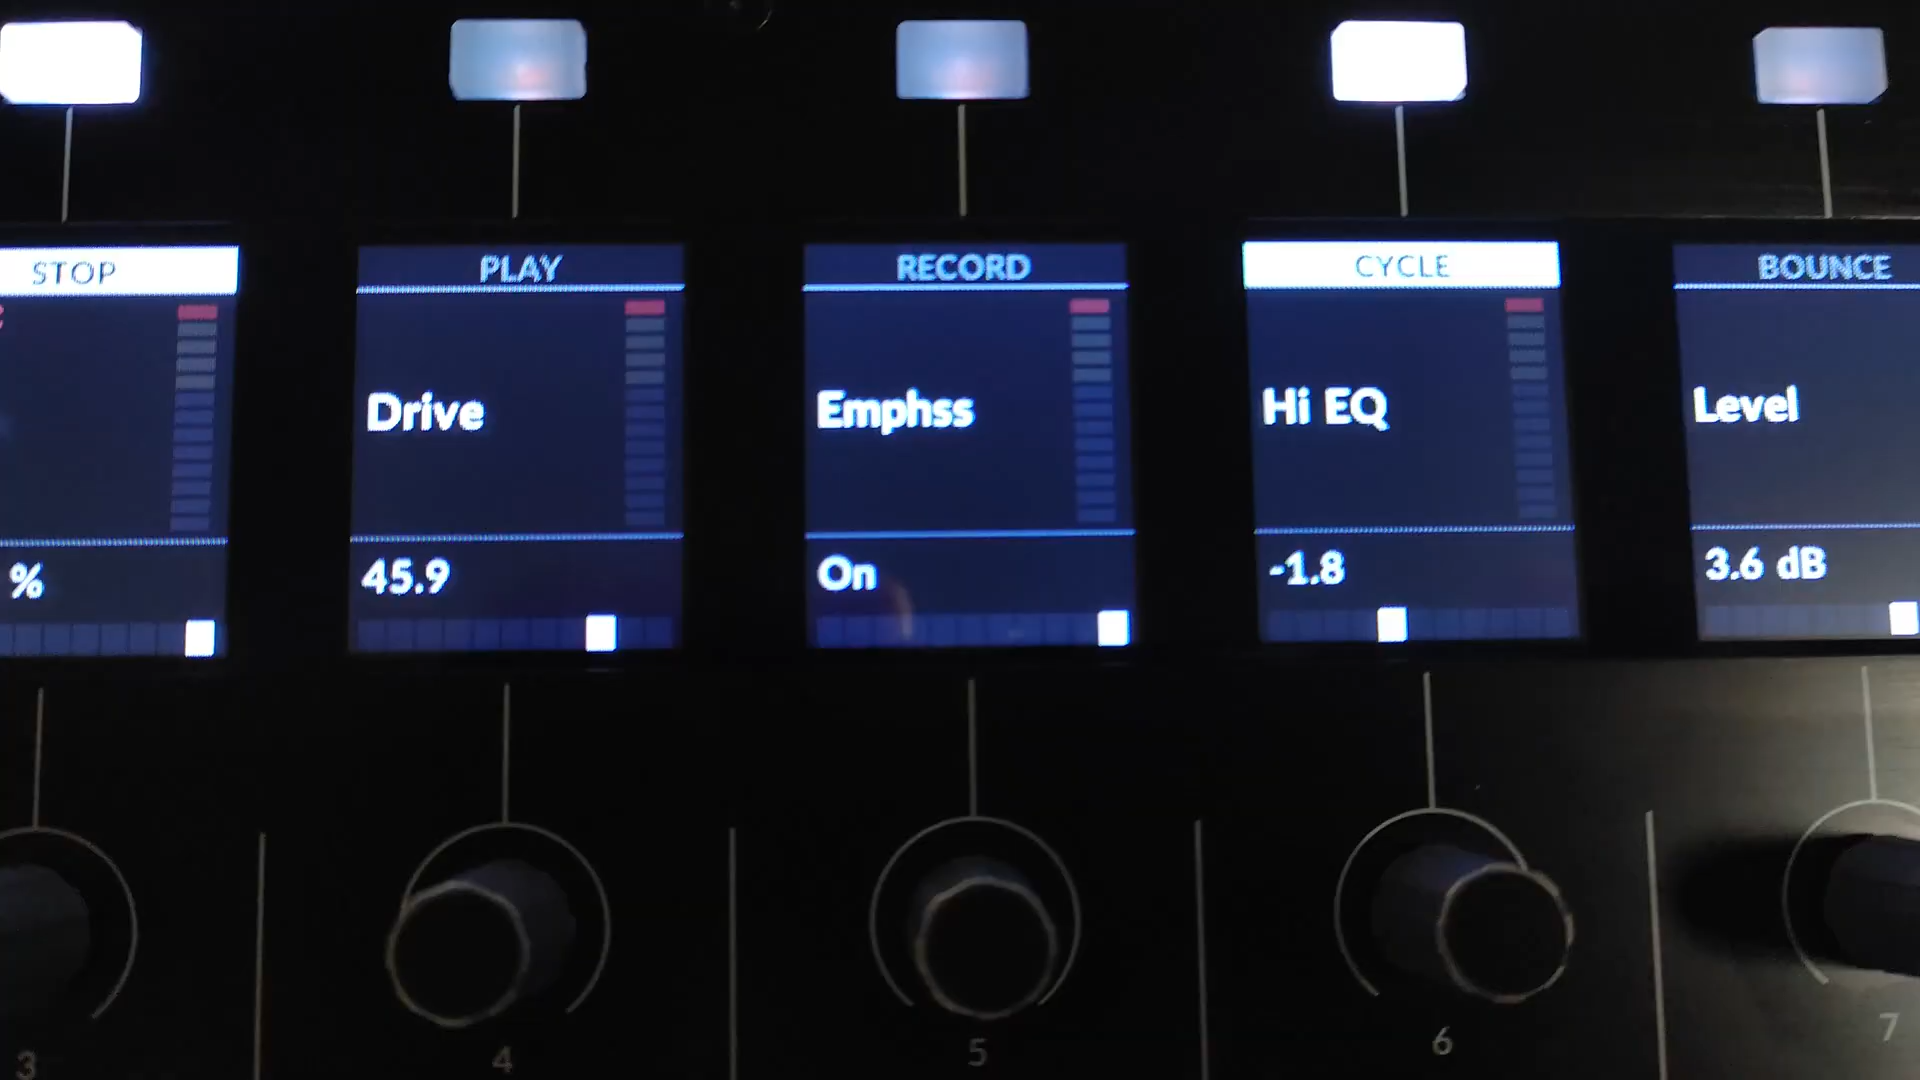 STOP
PLAY
RECORD
CYCLE
BOUNCE
Drive
Emphss
Hi EQ
Level
%
45.9
On
-1.8
3.6 dB
3
4
5
6
7